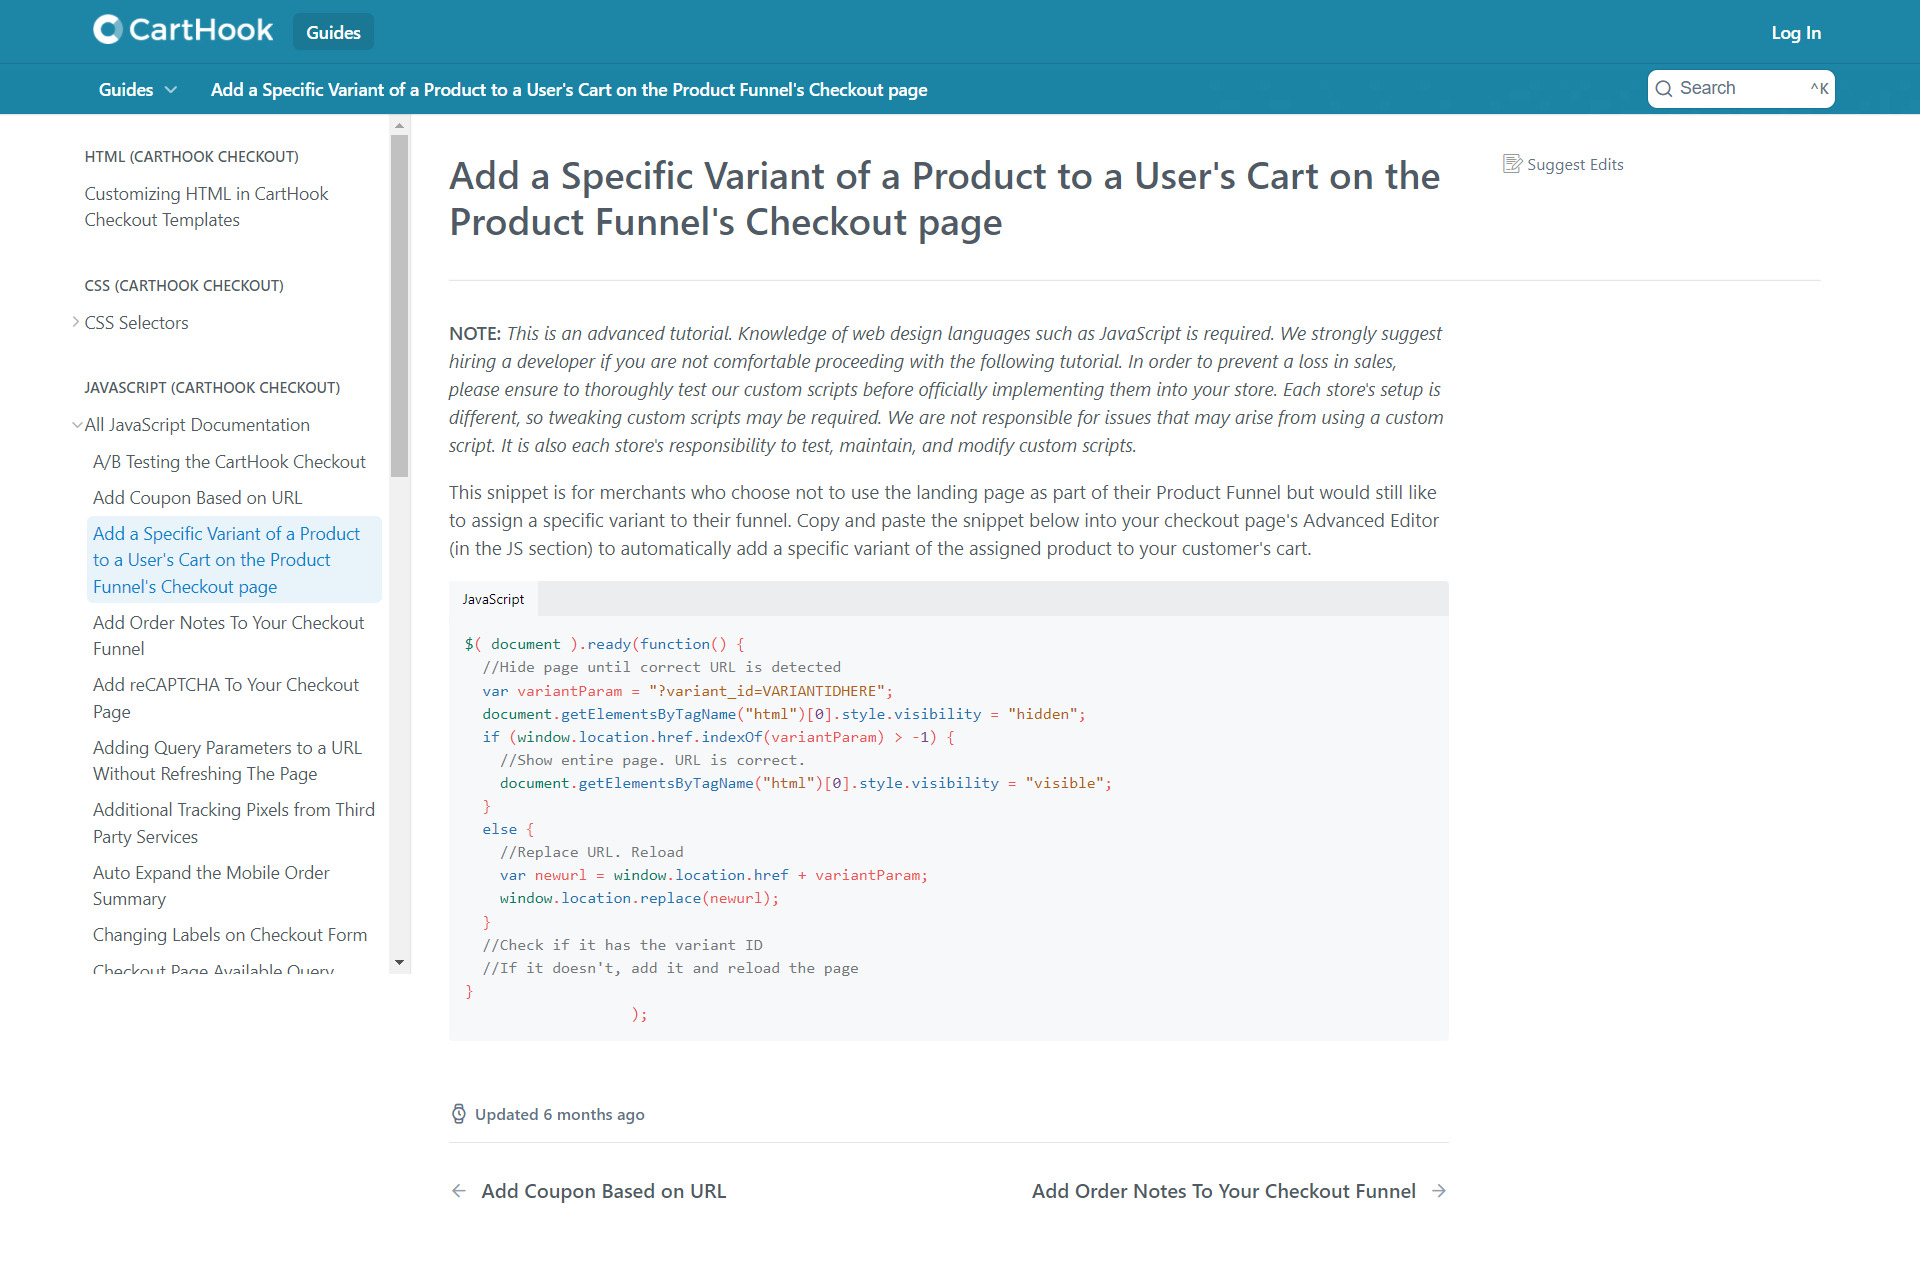 CartHook
Guides
Log In
Guides
Add a Specific Variant of a Product to a User's Cart on the Product Funnel's Checkout page
Search
^K
HTML (CARTHOOK CHECKOUT)
Customizing HTML in CartHook
Checkout Templates
CSS (CARTHOOK CHECKOUT)
CSS Selectors
JAVASCRIPT (CARTHOOK CHECKOUT)
All JavaScript Documentation
A/B Testing the CartHook Checkout
Add Coupon Based on URL
Add a Specific Variant of a Product
to a User's Cart on the Product
Funnel's Checkout page
Add Order Notes To Your Checkout
Funnel
Add reCAPTCHA To Your Checkout
Page
Adding Query Parameters to a URL
Without Refreshing The Page
Additional Tracking Pixels from Third
Party Services
Auto Expand the Mobile Order
Summary
Changing Labels on Checkout Form
Checkout Page Available Query
Add a Specific Variant of a Product to a User's Cart on the
Product Funnel's Checkout page
Suggest Edits
NOTE: This is an advanced tutorial. Knowledge of web design languages such as JavaScript is required. We strongly suggest
hiring a developer if you are not comfortable proceeding with the following tutorial. In order to prevent a loss in sales,
please ensure to thoroughly test our custom scripts before officially implementing them into your store. Each store's setup is
different, so tweaking custom scripts may be required. We are not responsible for issues that may arise from using a custom
script. It is also each store's responsibility to test, maintain, and modify custom scripts.
This snippet is for merchants who choose not to use the landing page as part of their Product Funnel but would still like
to assign a specific variant to their funnel. Copy and paste the snippet below into your checkout page's Advanced Editor
(in the JS section) to automatically add a specific variant of the assigned product to your customer's cart.
JavaScript
$( document ).ready(function() {
  //Hide page until correct URL is detected
  var variantParam = "?variant_id=VARIANTIDHERE";
  document.getElementsByTagName("html")[0].style.visibility = "hidden";
  if (window.location.href.indexOf(variantParam) > -1) {
    //Show entire page. URL is correct.
    document.getElementsByTagName("html")[0].style.visibility = "visible";
  }
  else {
    //Replace URL. Reload
    var newurl = window.location.href + variantParam;
    window.location.replace(newurl);
  }
  //Check if it has the variant ID
  //If it doesn't, add it and reload the page
}
                   );
Updated 6 months ago
Add Coupon Based on URL
Add Order Notes To Your Checkout Funnel